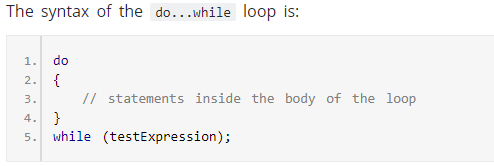 The syntax of the do...while loop is:
1. do
2. {
3. // statements inside the body of the loop
4. }
5. while (testExpression);